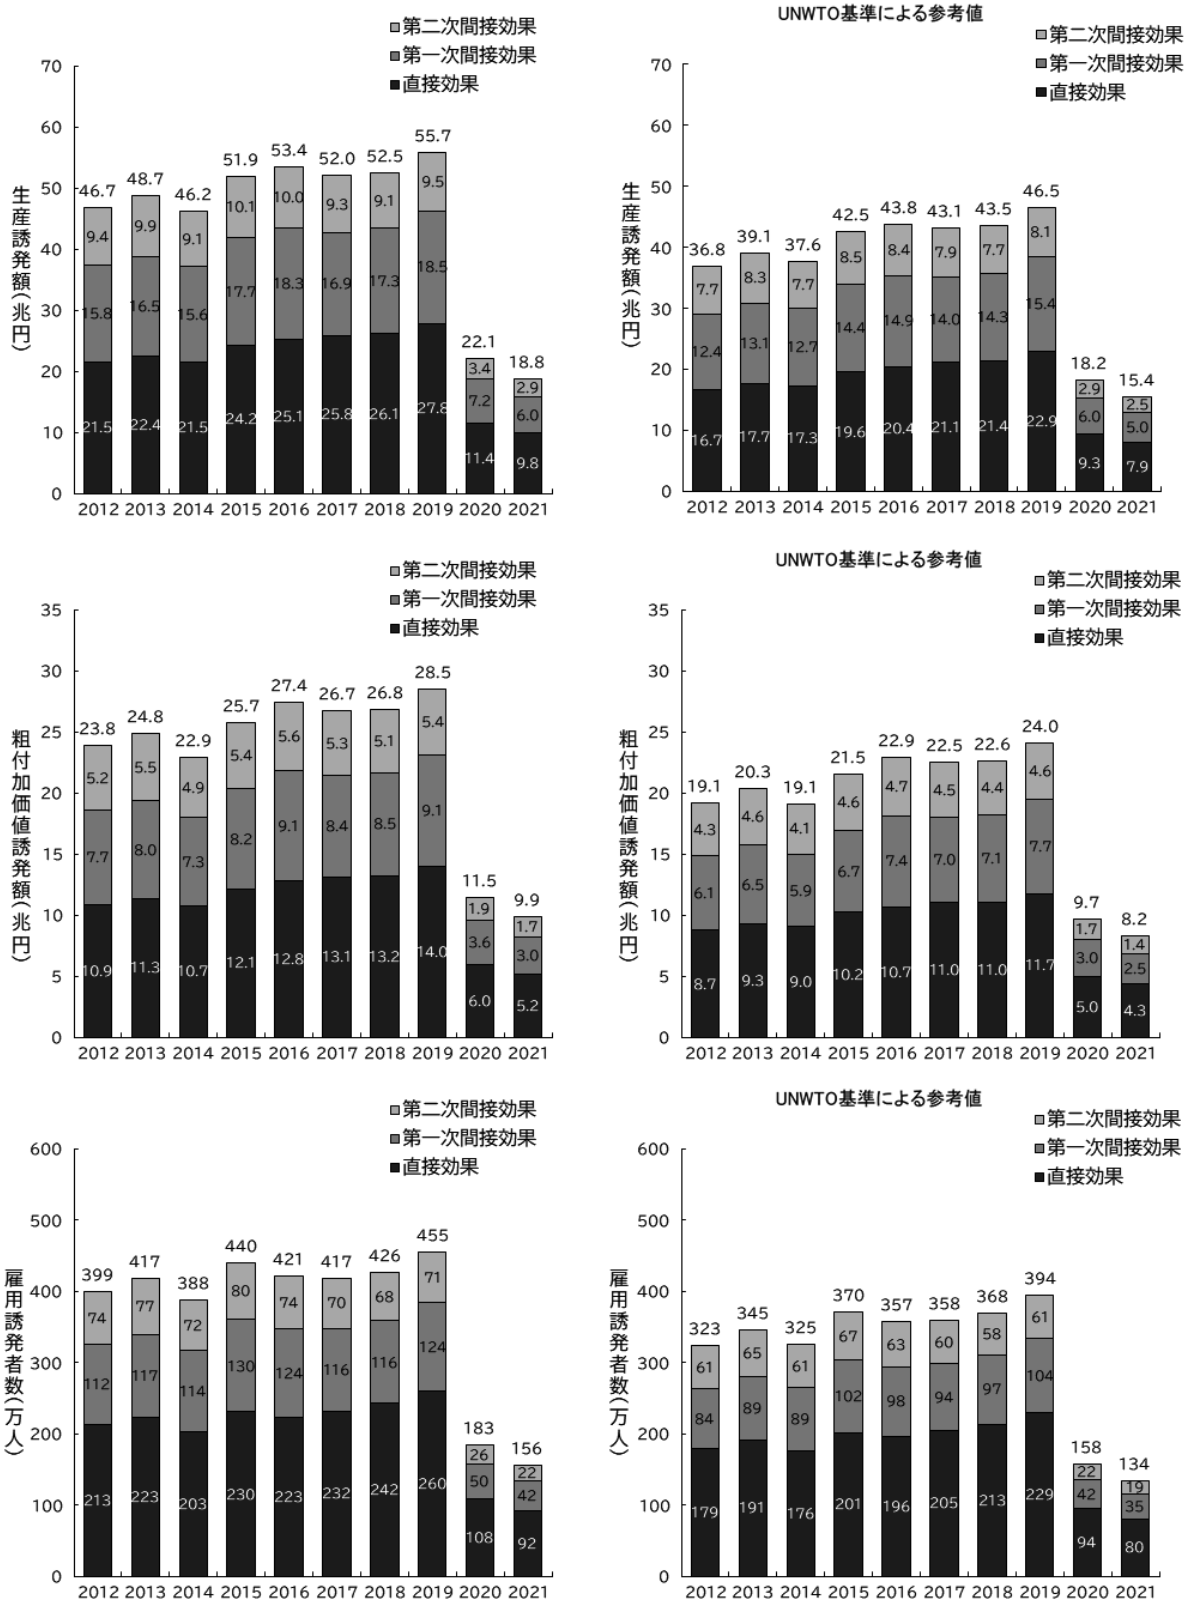 第二次間接効果
第一次間接効果
直接効果
生産誘発額(兆円)
70
60
50
40
30
20
10
0
46.7 48.7 46.2 51.9 53.4 52.0 52.5 55.7 22.1 18.8
9.4 9.9 9.1 10.1 10.0 9.3 9.1 9.5 3.4 2.9
15.8 16.5 15.6 17.7 18.3 16.9 17.3 18.5 7.2 6.0
21.5 22.4 21.5 24.2 25.1 25.8 26.1 27.8 11.4 9.8
2012 2013 2014 2015 2016 2017 2018 2019 2020 2021
UNWTO基準による参考値
第二次間接効果
第一次間接効果
直接効果
生産誘発額(兆円)
70
60
50
40
30
20
10
0
36.8 39.1 37.6 42.5 43.8 43.1 43.5 46.5 18.2 15.4
7.7 8.3 7.7 8.5 8.4 7.9 7.7 8.1 2.9 2.5
12.4 13.1 12.7 14.4 14.9 14.0 14.3 15.4 6.0 5.0
16.7 17.7 17.3 19.6 20.4 21.1 21.4 22.9 9.3 7.9
2012 2013 2014 2015 2016 2017 2018 2019 2020 2021
第二次間接効果
第一次間接効果
直接効果
粗付加価値誘発額(兆円)
35
30
25
20
15
10
5
0
23.8 24.8 22.9 25.7 27.4 26.7 26.8 28.5 11.5 9.9
5.2 5.5 4.9 5.4 5.6 5.3 5.1 5.4 1.9 1.7
7.7 8.0 7.3 8.2 9.1 8.4 8.5 9.1 3.6 3.0
10.9 11.3 10.7 12.1 12.8 13.1 13.2 14.0 6.0 5.2
2012 2013 2014 2015 2016 2017 2018 2019 2020 2021
UNWTO基準による参考値
第二次間接効果
第一次間接効果
直接効果
粗付加価値誘発額(兆円)
35
30
25
20
15
10
5
0
19.1 20.3 19.1 21.5 22.9 22.5 22.6 24.0 9.7 8.2
4.3 4.6 4.1 4.6 4.7 4.5 4.4 4.6 1.7 1.4
6.1 6.5 5.9 6.7 7.4 7.0 7.1 7.7 3.0 2.5
8.7 9.3 9.0 10.2 10.7 11.0 11.0 11.7 5.0 4.3
2012 2013 2014 2015 2016 2017 2018 2019 2020 2021
第二次間接効果
第一次間接効果
直接効果
雇用誘発者数(万人)
600
500
400
300
200
100
0
399 417 388 440 421 417 426 455 183 156
74 77 72 80 74 70 68 71 26 22
112 117 114 130 124 116 116 124 50 42
213 223 203 230 223 232 242 260 108 92
2012 2013 2014 2015 2016 2017 2018 2019 2020 2021
UNWTO基準による参考値
第二次間接効果
第一次間接効果
直接効果
雇用誘発者数(万人)
600
500
400
300
200
100
0
323 345 325 370 357 358 368 394 158 134
61 65 61 67 63 60 58 61 22 19
84 89 89 102 98 94 97 104 42 35
179 191 176 201 196 205 213 229 94 80
2012 2013 2014 2015 2016 2017 2018 2019 2020 2021